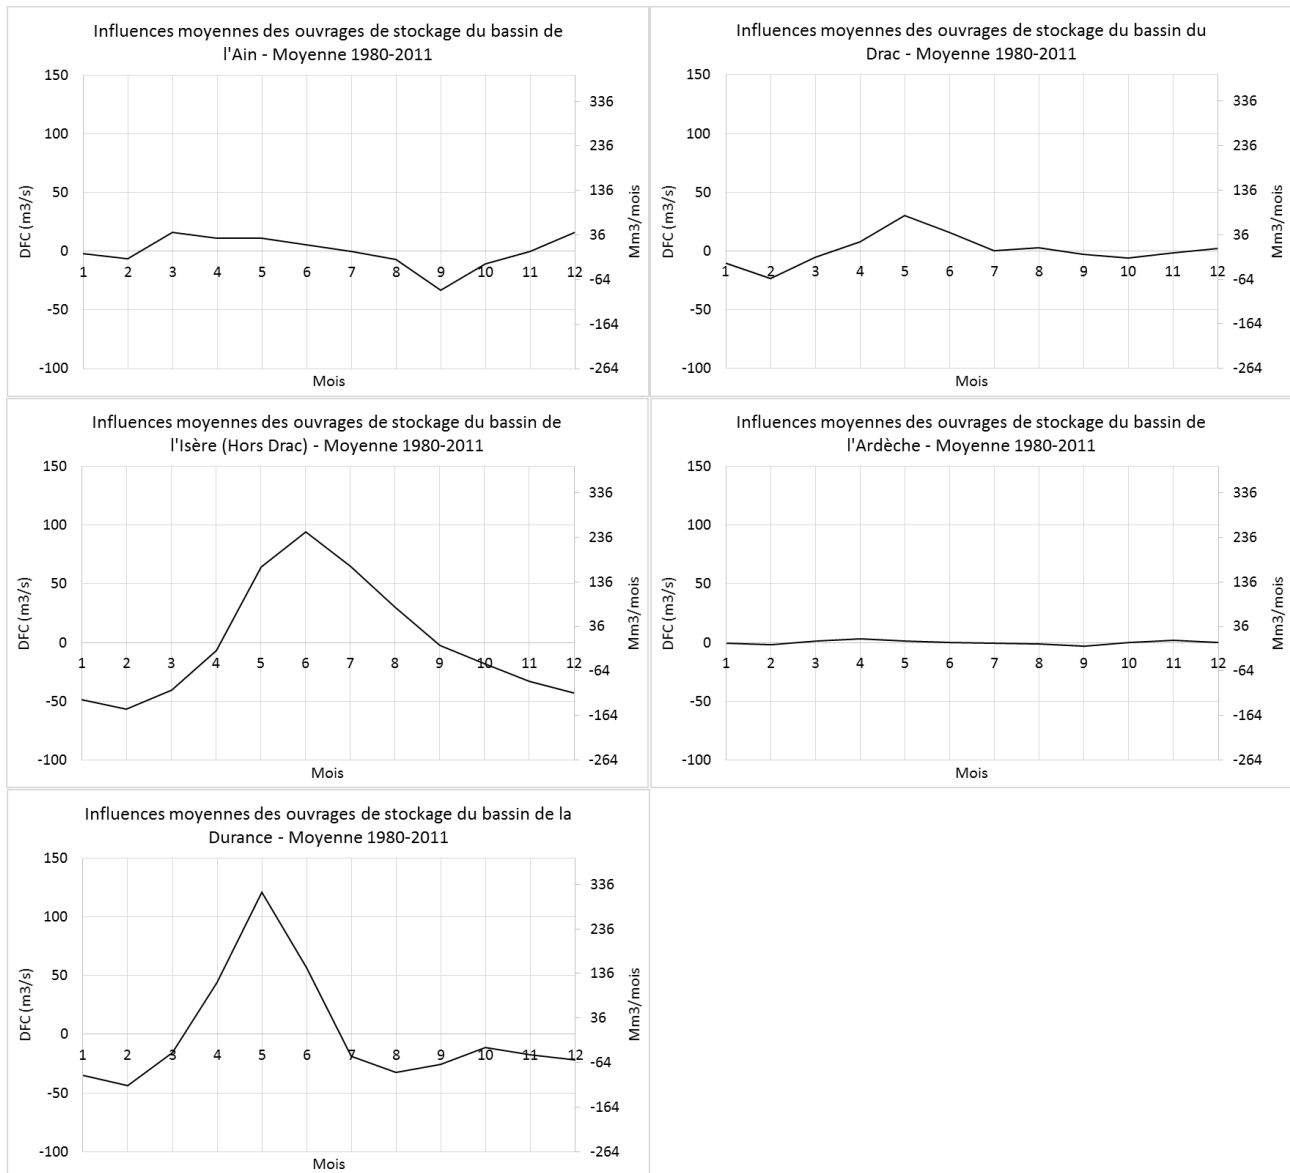 Influences moyennes des ouvrages de stockage du bassin de
l'Ain - Moyenne 1980-2011
150
100
50
0
-50
-100
DFC (m3/s)
336
236
136
36
-64
-164
-264
Mm3/mois
1 2 3 4 5 6 7 8 9 10 11 12
Mois
Influences moyennes des ouvrages de stockage du bassin du
Drac - Moyenne 1980-2011
150
100
50
0
-50
-100
DFC (m3/s)
336
236
136
36
-64
-164
-264
Mm3/mois
1 2 3 4 5 6 7 8 9 10 11 12
Mois
Influences moyennes des ouvrages de stockage du bassin de
l'Isère (Hors Drac) - Moyenne 1980-2011
150
100
50
0
-50
-100
DFC (m3/s)
336
236
136
36
-64
-164
-264
Mm3/mois
1 2 3 4 5 6 7 8 9 10 11 12
Mois
Influences moyennes des ouvrages de stockage du bassin de
l'Ardèche - Moyenne 1980-2011
150
100
50
0
-50
-100
DFC (m3/s)
336
236
136
36
-64
-164
-264
Mm3/mois
1 2 3 4 5 6 7 8 9 10 11 12
Mois
Influences moyennes des ouvrages de stockage du bassin de la
Durance - Moyenne 1980-2011
150
100
50
0
-50
-100
DFC (m3/s)
336
236
136
36
-64
-164
-264
Mm3/mois
1 2 3 4 5 6 7 8 9 10 11 12
Mois